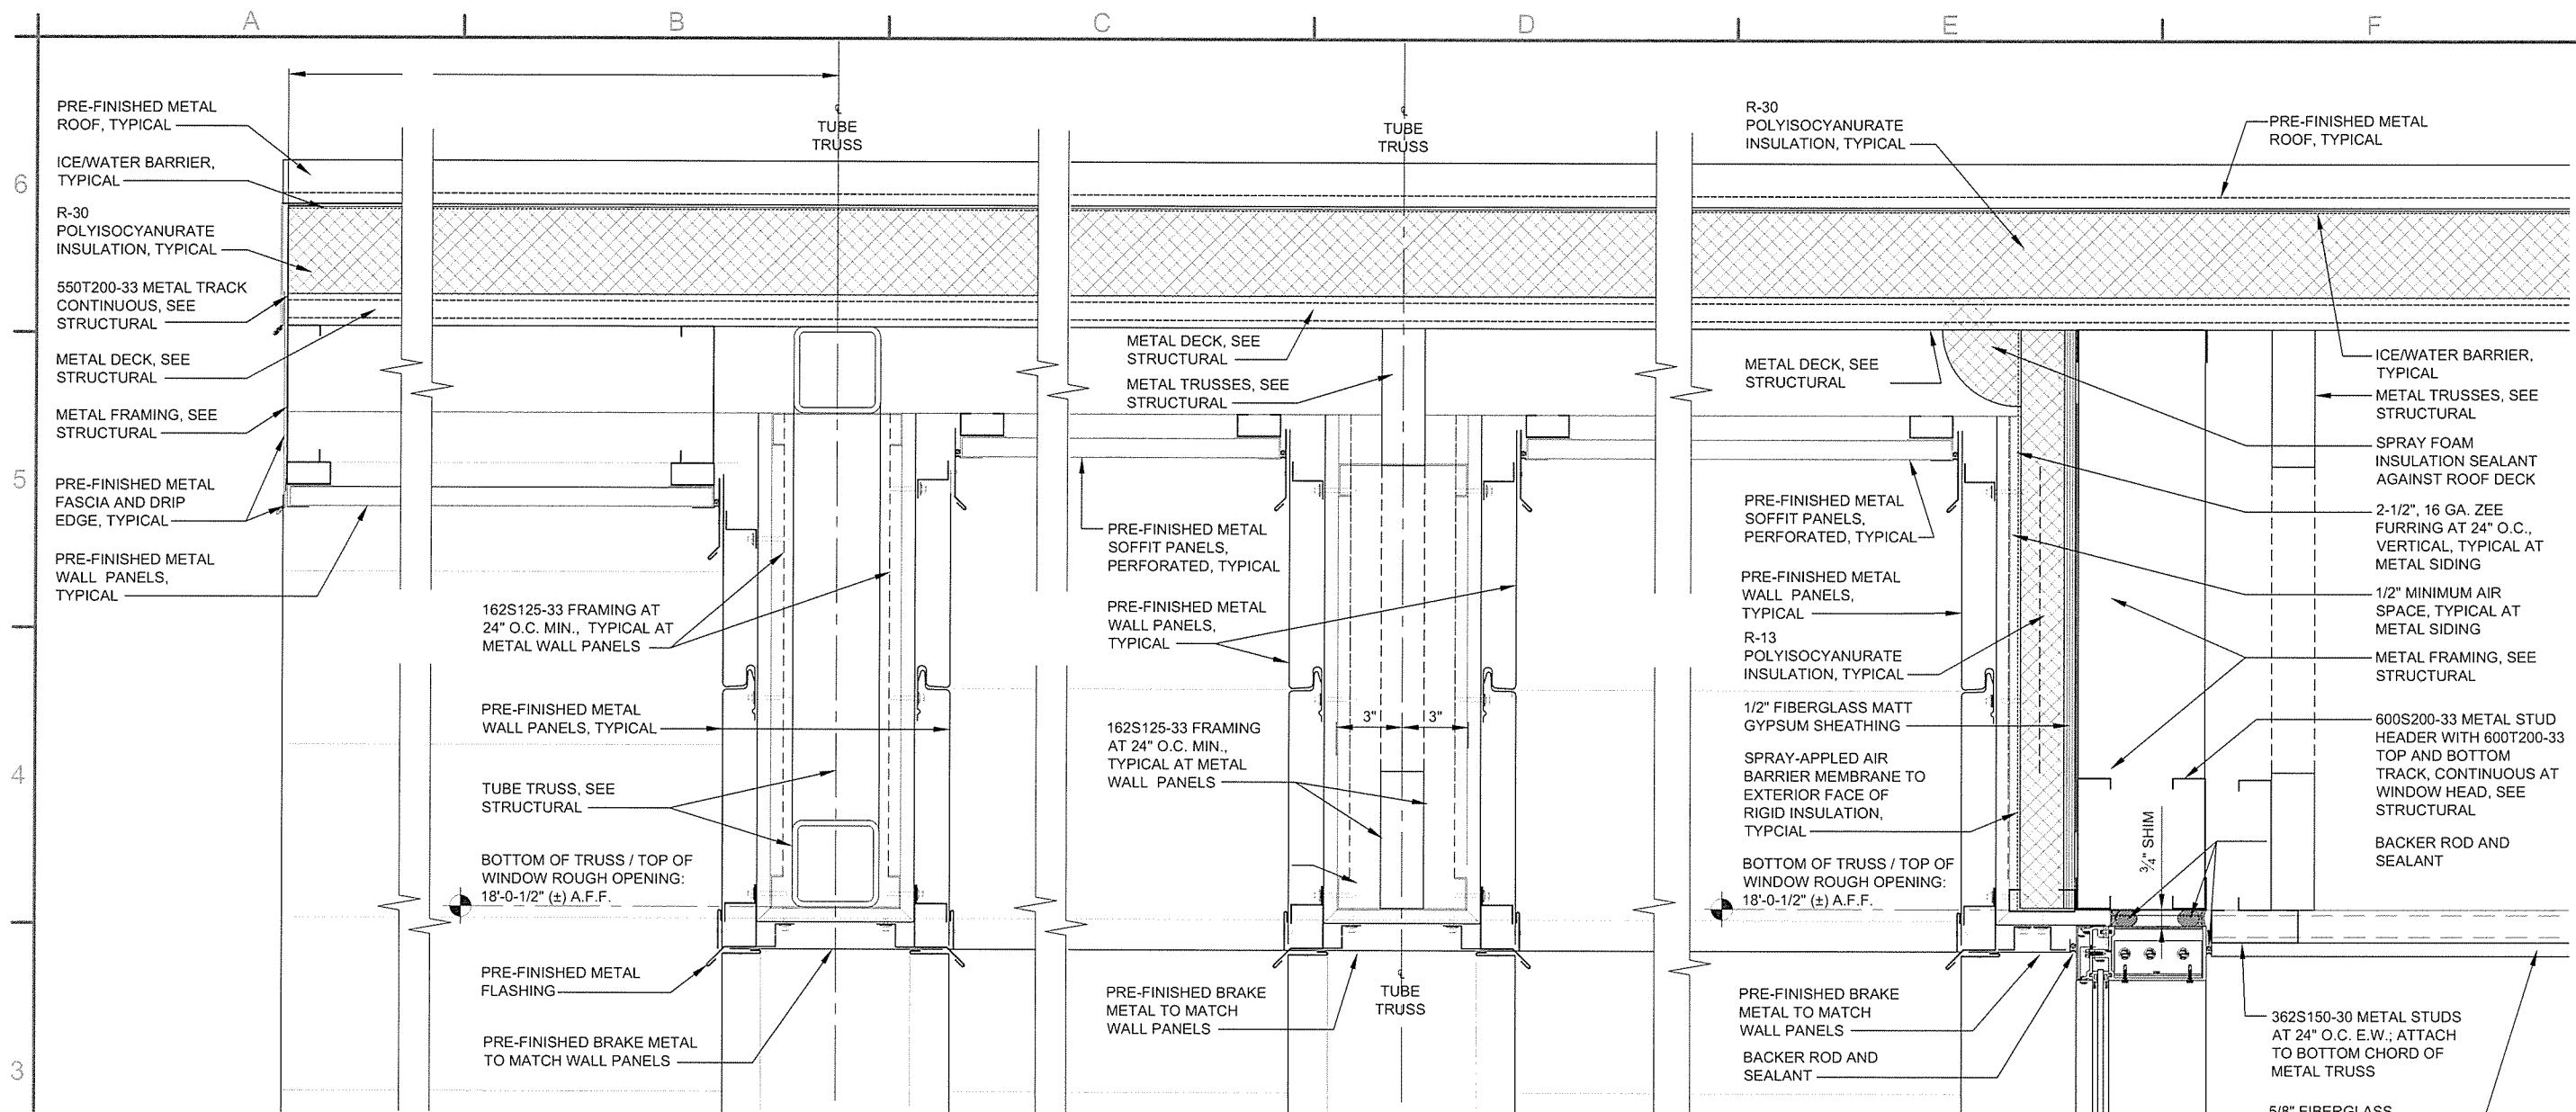 A
B
C
D
E
F
6
5
4
3
PRE-FINISHED METAL
ROOF, TYPICAL
ICE/WATER BARRIER,
TYPICAL
R-30
POLYISOCYANURATE
INSULATION, TYPICAL
550T200-33 METAL TRACK
CONTINUOUS, SEE
STRUCTURAL
METAL DECK, SEE
STRUCTURAL
METAL FRAMING, SEE
STRUCTURAL
PRE-FINISHED METAL
FASCIA AND DRIP
EDGE, TYPICAL
PRE-FINISHED METAL
WALL PANELS,
TYPICAL
℄
TUBE
TRUSS
162S125-33 FRAMING AT
24" O.C. MIN., TYPICAL AT
METAL WALL PANELS
PRE-FINISHED METAL
WALL PANELS, TYPICAL
TUBE TRUSS, SEE
STRUCTURAL
BOTTOM OF TRUSS / TOP OF
WINDOW ROUGH OPENING:
18'-0-1/2" (±) A.F.F.
PRE-FINISHED METAL
FLASHING
PRE-FINISHED BRAKE METAL
TO MATCH WALL PANELS
℄
TUBE
TRUSS
METAL DECK, SEE
STRUCTURAL
METAL TRUSSES, SEE
STRUCTURAL
PRE-FINISHED METAL
SOFFIT PANELS,
PERFORATED, TYPICAL
PRE-FINISHED METAL
WALL PANELS,
TYPICAL
3" 3"
162S125-33 FRAMING
AT 24" O.C. MIN.,
TYPICAL AT METAL
WALL PANELS
℄
TUBE
TRUSS
PRE-FINISHED BRAKE
METAL TO MATCH
WALL PANELS
R-30
POLYISOCYANURATE
INSULATION, TYPICAL
METAL DECK, SEE
STRUCTURAL
PRE-FINISHED METAL
SOFFIT PANELS,
PERFORATED, TYPICAL
PRE-FINISHED METAL
WALL PANELS,
TYPICAL
R-13
POLYISOCYANURATE
INSULATION, TYPICAL
1/2" FIBERGLASS MATT
GYPSUM SHEATHING
SPRAY-APPLED AIR
BARRIER MEMBRANE TO
EXTERIOR FACE OF
RIGID INSULATION,
TYPCIAL
BOTTOM OF TRUSS / TOP OF
WINDOW ROUGH OPENING:
18'-0-1/2" (±) A.F.F.
PRE-FINISHED BRAKE
METAL TO MATCH
WALL PANELS
BACKER ROD AND
SEALANT
3/4" SHIM
PRE-FINISHED METAL
ROOF, TYPICAL
ICE/WATER BARRIER,
TYPICAL
METAL TRUSSES, SEE
STRUCTURAL
SPRAY FOAM
INSULATION SEALANT
AGAINST ROOF DECK
2-1/2", 16 GA. ZEE
FURRING AT 24" O.C.,
VERTICAL, TYPICAL AT
METAL SIDING
1/2" MINIMUM AIR
SPACE, TYPICAL AT
METAL SIDING
METAL FRAMING, SEE
STRUCTURAL
600S200-33 METAL STUD
HEADER WITH 600T200-33
TOP AND BOTTOM
TRACK, CONTINUOUS AT
WINDOW HEAD, SEE
STRUCTURAL
BACKER ROD AND
SEALANT
362S150-30 METAL STUDS
AT 24" O.C. E.W.; ATTACH
TO BOTTOM CHORD OF
METAL TRUSS
5/8" FIBERGLASS